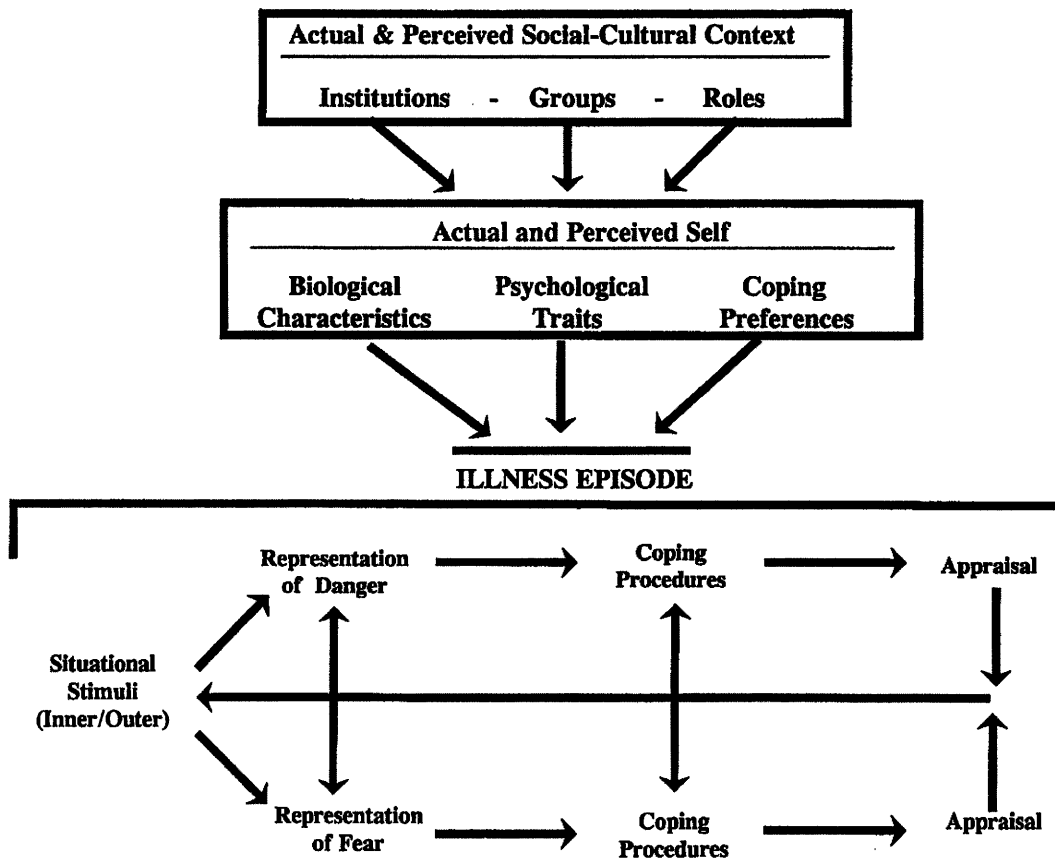 Actual & Perceived Social-Cultural Context
Institutions - Groups - Roles
Actual and Perceived Self
Biological Characteristics
Psychological Traits
Coping Preferences
ILLNESS EPISODE
Representation
of Danger
Coping
Procedures
Appraisal
Situational
Stimuli
(Inner/Outer)
Representation
of Fear
Coping
Procedures
Appraisal